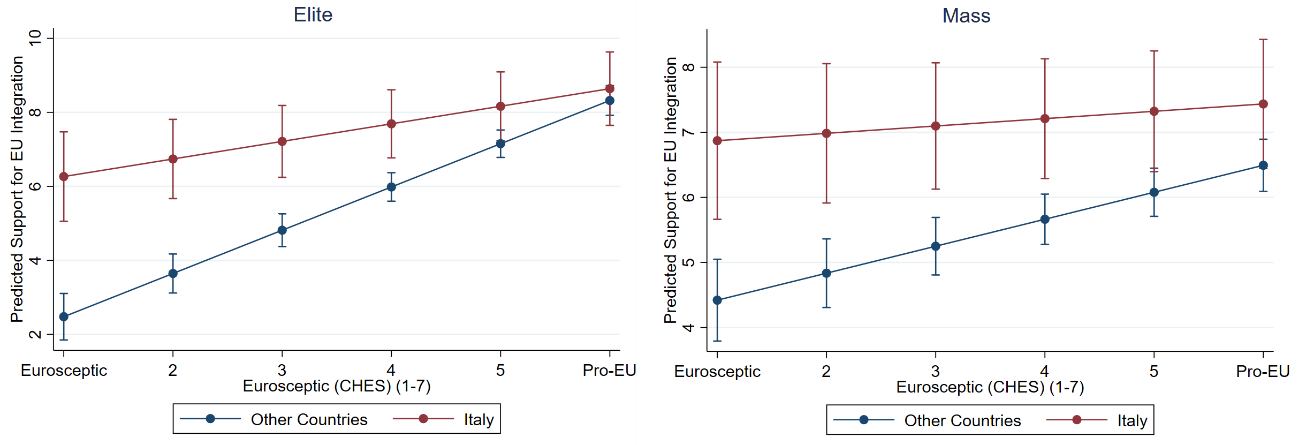 Elite
Predicted Support for EU Integration
10
8
6
4
2
Eurosceptic 2 3 4 5 Pro-EU
Eurosceptic (CHES) (1-7)
Other Countries Italy
Mass
Predicted Support for EU Integration
8
7
6
5
4
Eurosceptic 2 3 4 5 Pro-EU
Eurosceptic (CHES) (1-7)
Other Countries Italy